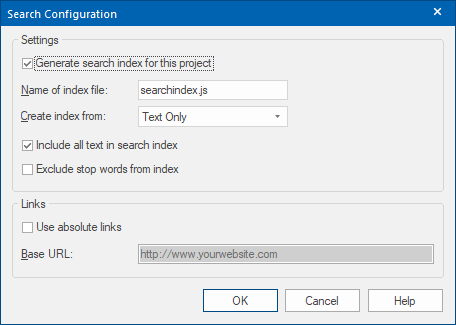 Search Configuration
Settings
Generate search index for this project
Name of index file: searchindex.js
Create index from: Text Only
Include all text in search index
Exclude stop words from index
Links
Use absolute links
Base URL: http://www.yourwebsite.com
OK Cancel Help